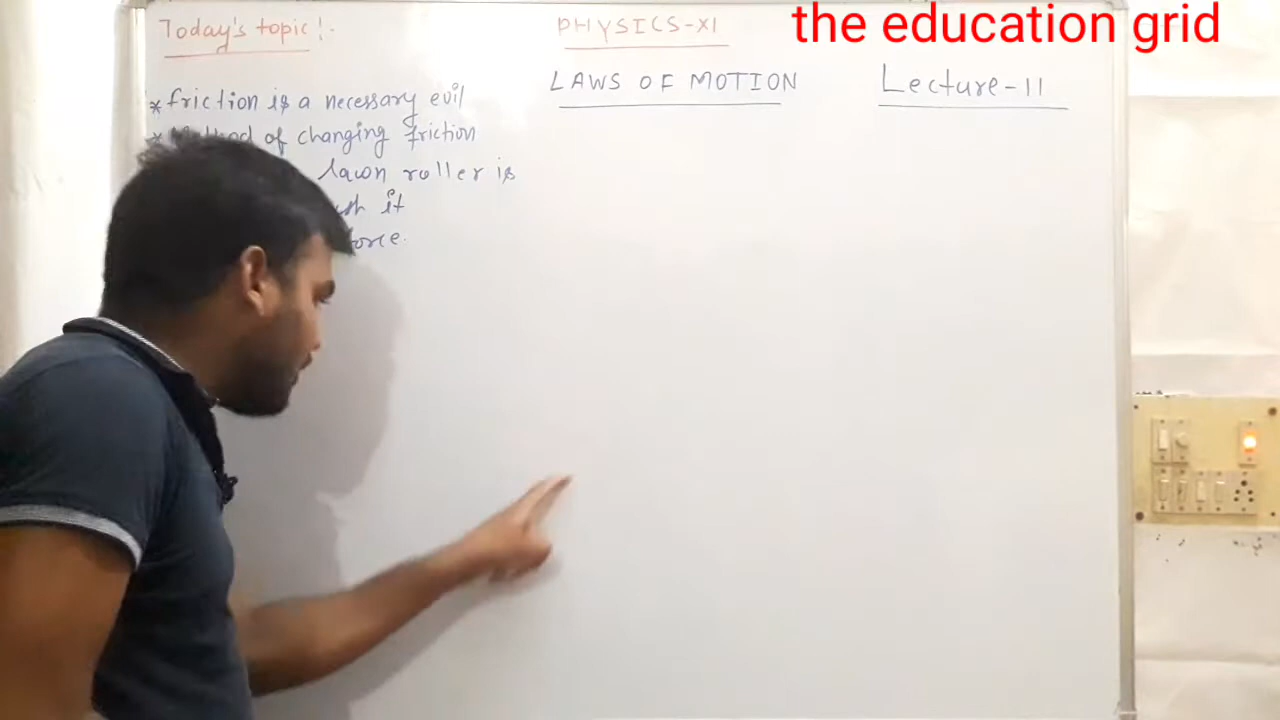 Today's topic!:-
PHYSICS-XI
the education grid
LAWS OF MOTION
Lecture-11
* friction is a necessary evil
* of changing friction
lawn roller is
it
force.